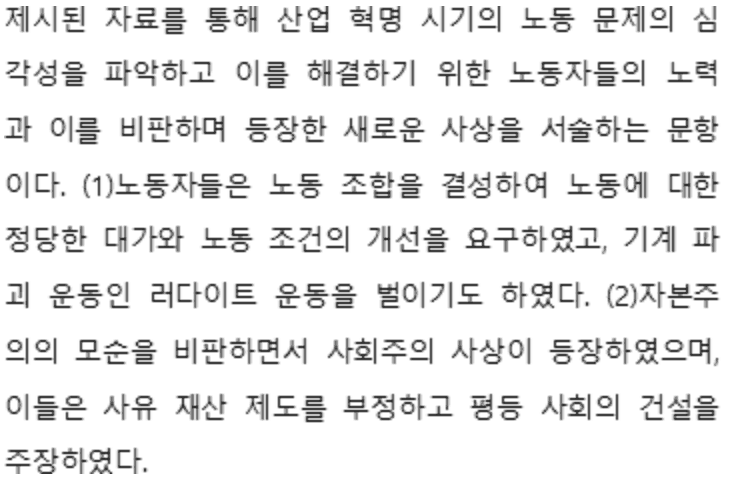 제시된 자료를 통해 산업 혁명 시기의 노동 문제의 심
각성을 파악하고 이를 해결하기 위한 노동자들의 노력
과 이를 비판하며 등장한 새로운 사상을 서술하는 문항
이다. (1)노동자들은 노동 조합을 결성하여 노동에 대한
정당한 대가와 노동 조건의 개선을 요구하였고, 기계 파
괴 운동인 러다이트 운동을 벌이기도 하였다. (2)자본주
의의 모순을 비판하면서 사회주의 사상이 등장하였으며,
이들은 사유 재산 제도를 부정하고 평등 사회의 건설을
주장하였다.